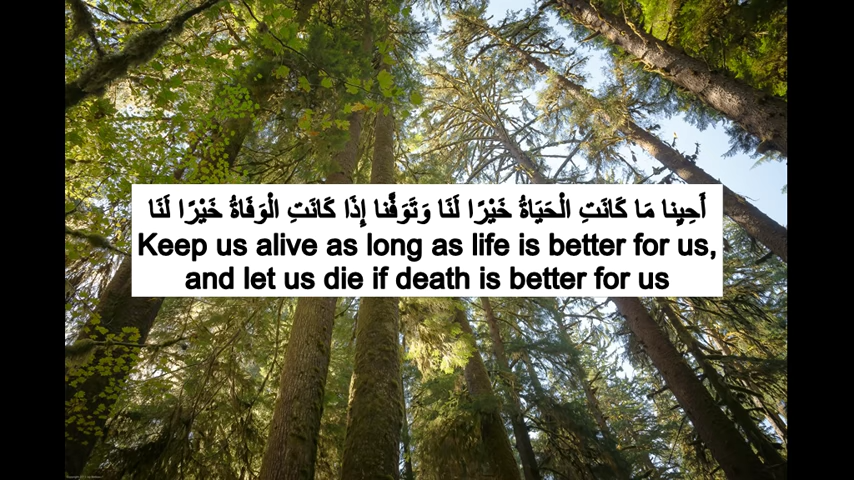 أَحِيِنا مَا كَانَتِ الْحَيَاةُ خَيْرًا لَنَا وَتَوَفَّنا إِذَا كَانَتِ الْوَفَاةُ خَيْرًا لَنَا
Keep us alive as long as life is better for us,
and let us die if death is better for us